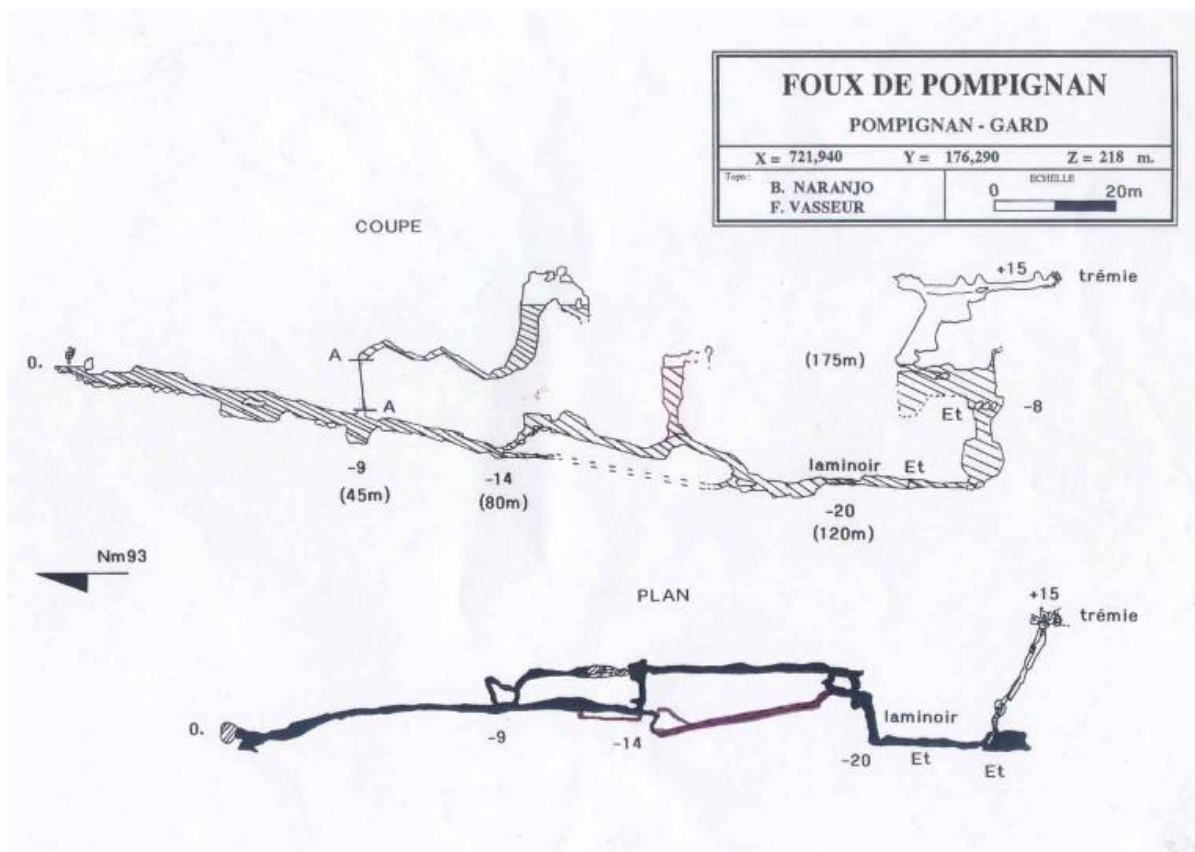 FOUX DE POMPIGNAN
POMPIGNAN - GARD
X = 721,940 Y = 176,290 Z = 218 m.
Topo : B. NARANJO
F. VASSEUR
ECHELLE
0 20m
COUPE
+15 trémie
0.
A
(175m)
A
Et
-8
-9
(45m)
-14
(80m)
laminoir Et
-20
(120m)
?
Nm93
PLAN
+15
trémie
0.
-9
-14
laminoir
-20
Et
Et